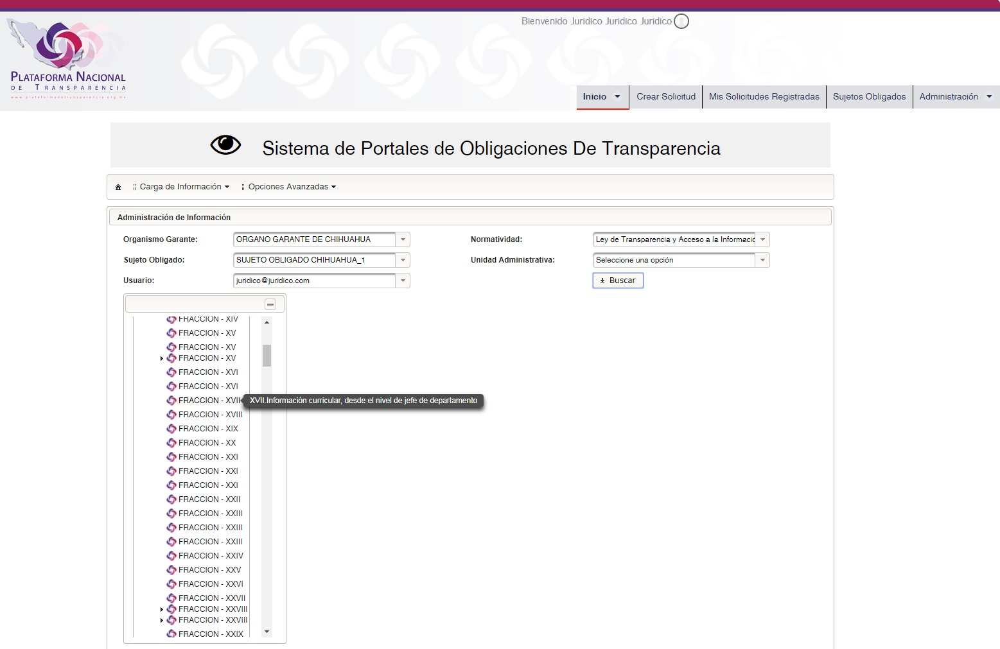 Bienvenido Juridico Juridico Juridico
PLATAFORMA NACIONAL
DE TRANSPARENCIA
www.plataformadetransparencia.org.mx
Inicio
Crear Solicitud
Mis Solicitudes Registradas
Sujetos Obligados
Administración
Sistema de Portales de Obligaciones De Transparencia
Carga de Información
Opciones Avanzadas
Administración de Información
Organismo Garante:
ORGANO GARANTE DE CHIHUAHUA
Normatividad:
Ley de Transparencia y Acceso a la Informació
Sujeto Obligado:
SUJETO OBLIGADO CHIHUAHUA_1
Unidad Administrativa:
Seleccione una opción
Usuario:
juridico@juridico.com
Buscar
FRACCION - XIV
FRACCION - XV
FRACCION - XV
FRACCION - XV
FRACCION - XVI
FRACCION - XVI
FRACCION - XVII
XVII.Información curricular, desde el nivel de jefe de departamento
FRACCION - XVIII
FRACCION - XIX
FRACCION - XX
FRACCION - XXI
FRACCION - XXI
FRACCION - XXI
FRACCION - XXII
FRACCION - XXIII
FRACCION - XXIII
FRACCION - XXIII
FRACCION - XXIV
FRACCION - XXV
FRACCION - XXVI
FRACCION - XXVII
FRACCION - XXVIII
FRACCION - XXVIII
FRACCION - XXIX